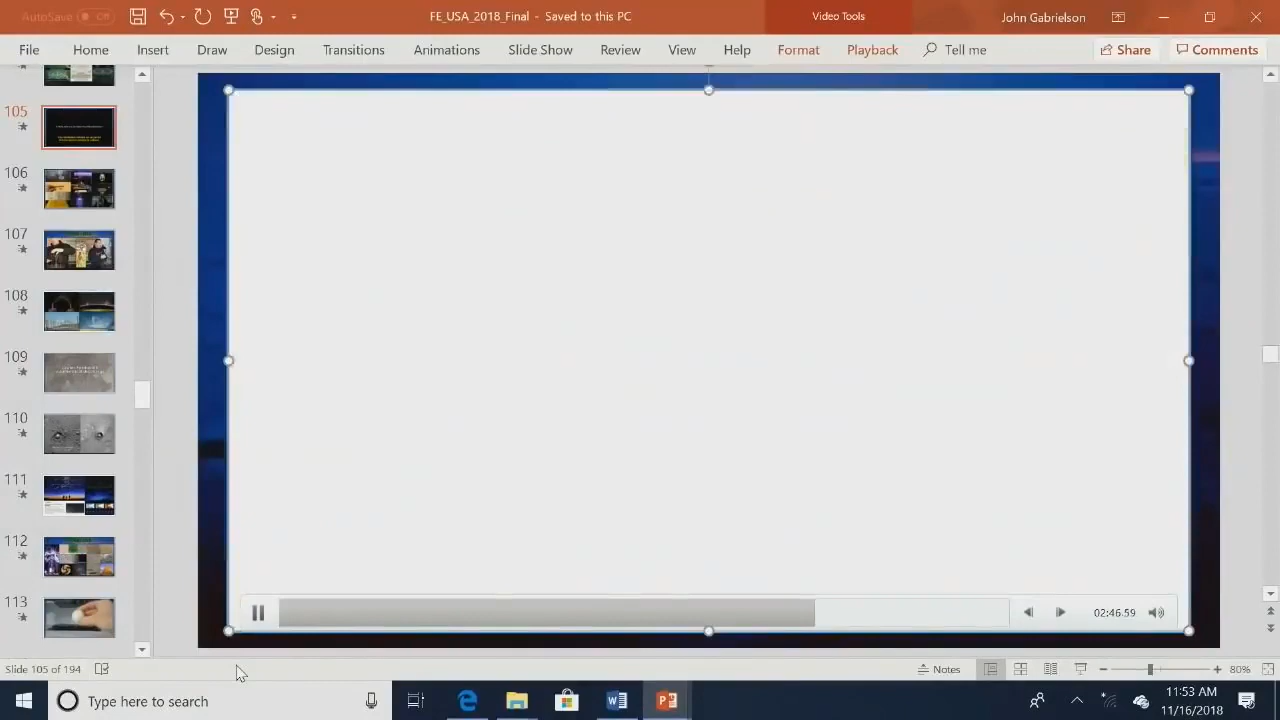 AutoSave Off
FE_USA_2018_Final - Saved to this PC
Video Tools
John Gabrielson
File Home Insert Draw Design Transitions Animations Slide Show Review View Help Format Playback Tell me Share Comments
105
106
107
108
109
110
111
112
113
02:46.59
Slide 105 of 194
Notes
80%
Type here to search
11:53 AM
11/16/2018